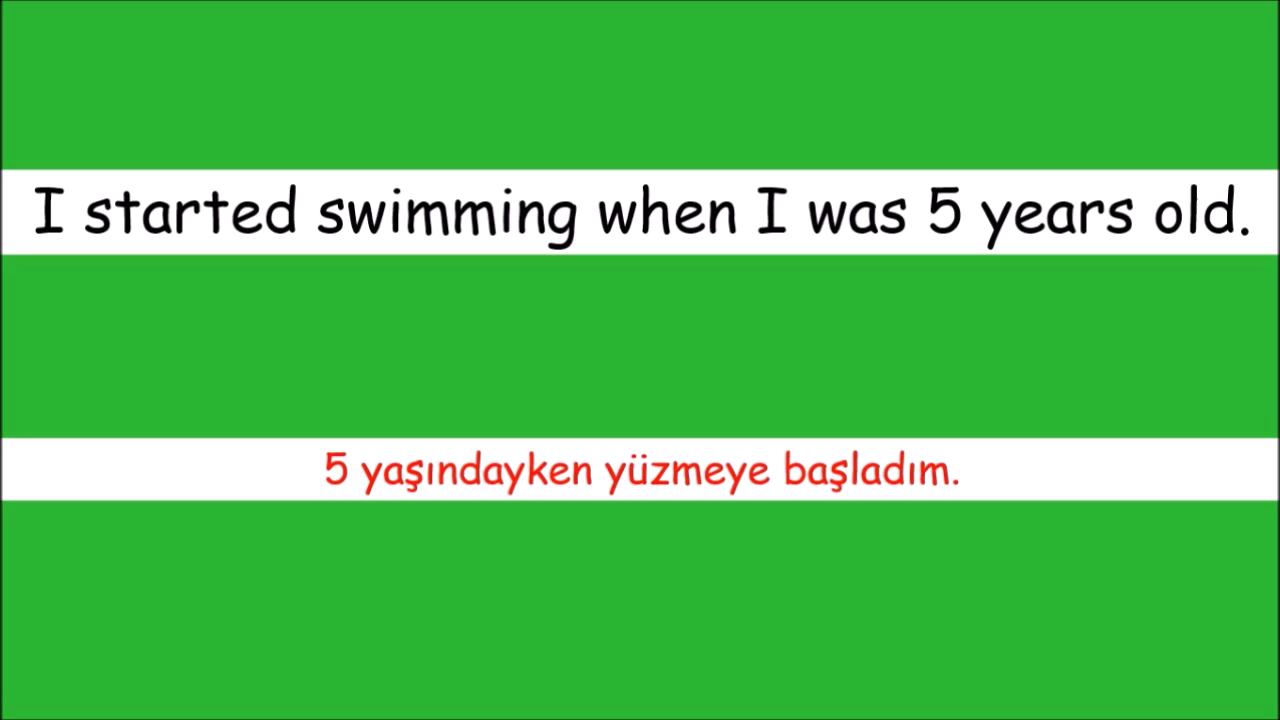 I started swimming when I was 5 years old.
5 yaşındayken yüzmeye başladım.